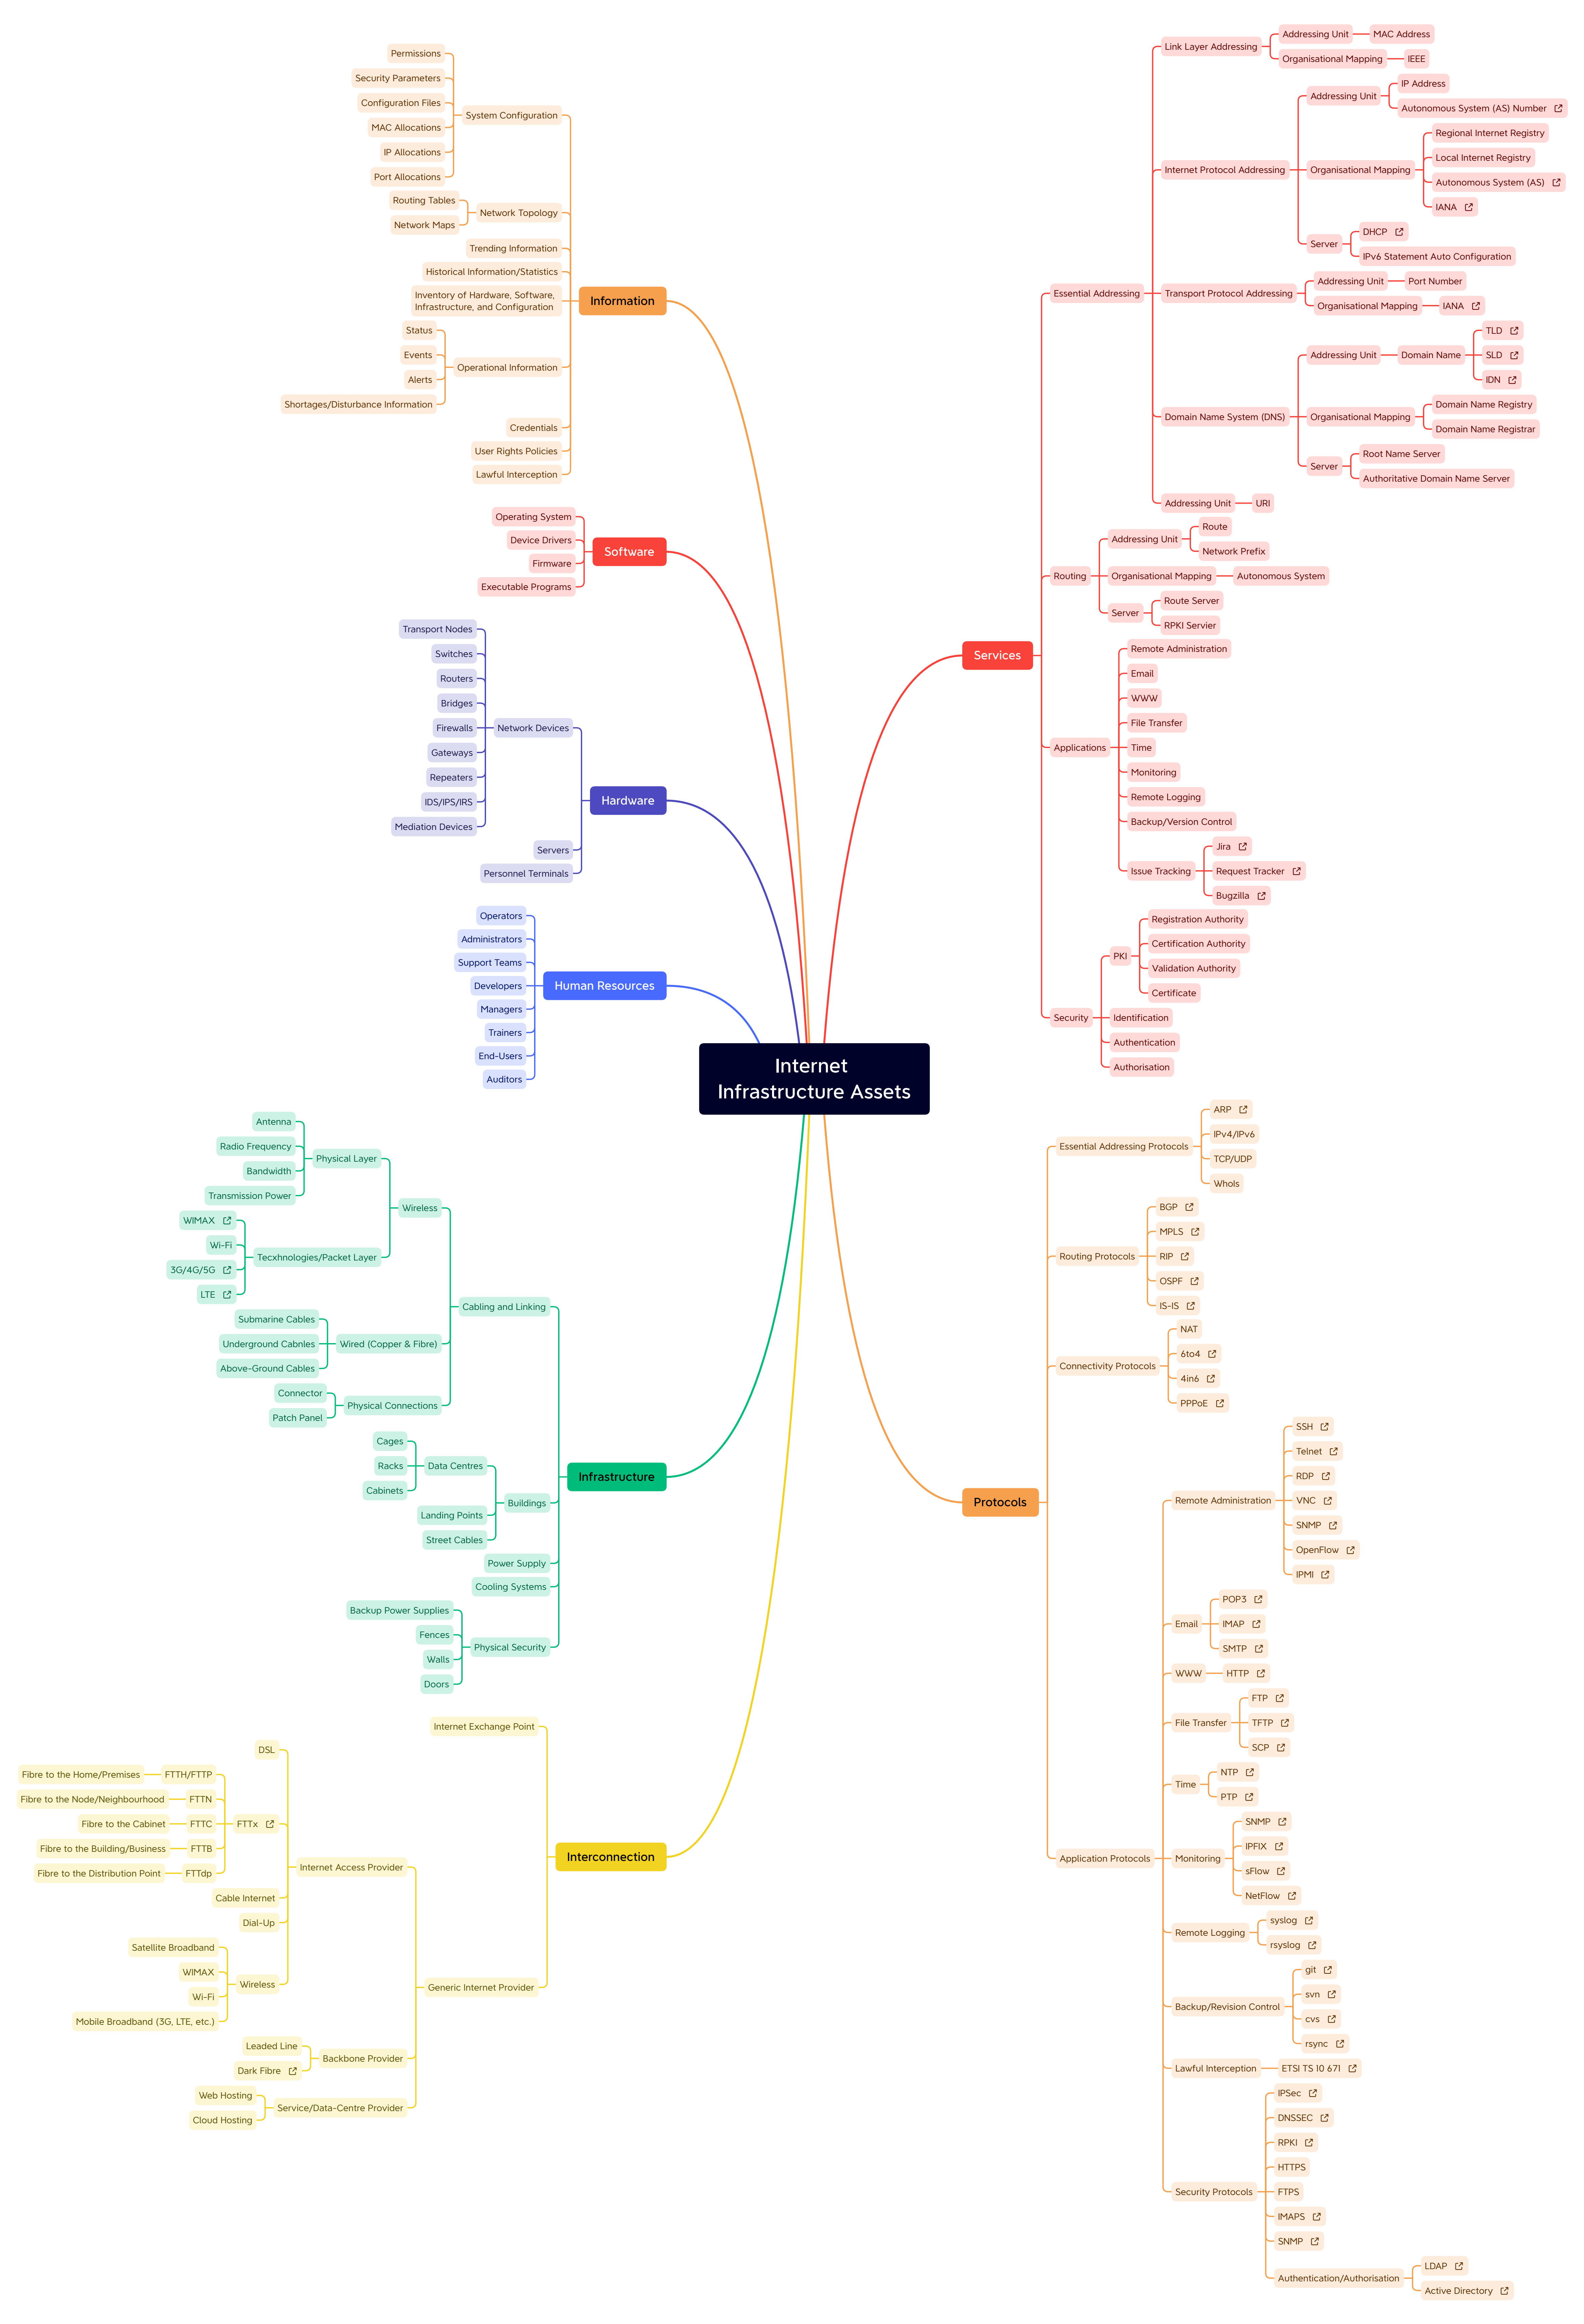 Internet
Infrastructure Assets
Information
System Configuration
Permissions
Security Parameters
Configuration Files
MAC Allocations
IP Allocations
Port Allocations
Network Topology
Routing Tables
Network Maps
Trending Information
Historical Information/Statistics
Inventory of Hardware, Software,
Infrastructure, and Configuration
Operational Information
Status
Events
Alerts
Shortages/Disturbance Information
Credentials
User Rights Policies
Lawful Interception
Software
Operating System
Device Drivers
Firmware
Executable Programs
Hardware
Network Devices
Transport Nodes
Switches
Routers
Bridges
Firewalls
Gateways
Repeaters
IDS/IPS/IRS
Mediation Devices
Servers
Personnel Terminals
Human Resources
Operators
Administrators
Support Teams
Developers
Managers
Trainers
End-Users
Auditors
Infrastructure
Cabling and Linking
Wireless
Physical Layer
Antenna
Radio Frequency
Bandwidth
Transmission Power
Tecxhnologies/Packet Layer
WIMAX
Wi-Fi
3G/4G/5G
LTE
Wired (Copper & Fibre)
Submarine Cables
Underground Cabnles
Above-Ground Cables
Physical Connections
Connector
Patch Panel
Buildings
Data Centres
Cages
Racks
Cabinets
Landing Points
Street Cables
Power Supply
Cooling Systems
Physical Security
Backup Power Supplies
Fences
Walls
Doors
Interconnection
Internet Exchange Point
Generic Internet Provider
Internet Access Provider
DSL
FTTx
FTTH/FTTP
Fibre to the Home/Premises
FTTN
Fibre to the Node/Neighbourhood
FTTC
Fibre to the Cabinet
FTTB
Fibre to the Building/Business
FTTdp
Fibre to the Distribution Point
Cable Internet
Dial-Up
Wireless
Satellite Broadband
WIMAX
Wi-Fi
Mobile Broadband (3G, LTE, etc.)
Backbone Provider
Leaded Line
Dark Fibre
Service/Data-Centre Provider
Web Hosting
Cloud Hosting
Services
Essential Addressing
Link Layer Addressing
Addressing Unit
MAC Address
Organisational Mapping
IEEE
Internet Protocol Addressing
Addressing Unit
IP Address
Autonomous System (AS) Number
Organisational Mapping
Regional Internet Registry
Local Internet Registry
Autonomous System (AS)
IANA
Server
DHCP
IPv6 Statement Auto Configuration
Transport Protocol Addressing
Addressing Unit
Port Number
Organisational Mapping
IANA
Domain Name System (DNS)
Addressing Unit
Domain Name
TLD
SLD
IDN
Organisational Mapping
Domain Name Registry
Domain Name Registrar
Server
Root Name Server
Authoritative Domain Name Server
Addressing Unit
URI
Routing
Addressing Unit
Route
Network Prefix
Organisational Mapping
Autonomous System
Server
Route Server
RPKI Servier
Applications
Remote Administration
Email
WWW
File Transfer
Time
Monitoring
Remote Logging
Backup/Version Control
Issue Tracking
Jira
Request Tracker
Bugzilla
Security
PKI
Registration Authority
Certification Authority
Validation Authority
Certificate
Identification
Authentication
Authorisation
Protocols
Essential Addressing Protocols
ARP
IPv4/IPv6
TCP/UDP
WhoIs
Routing Protocols
BGP
MPLS
RIP
OSPF
IS-IS
Connectivity Protocols
NAT
6to4
4in6
PPPoE
Application Protocols
Remote Administration
SSH
Telnet
RDP
VNC
SNMP
OpenFlow
IPMI
Email
POP3
IMAP
SMTP
WWW
HTTP
File Transfer
FTP
TFTP
SCP
Time
NTP
PTP
Monitoring
SNMP
IPFIX
sFlow
NetFlow
Remote Logging
syslog
rsyslog
Backup/Revision Control
git
svn
cvs
rsync
Lawful Interception
ETSI TS 10 671
Security Protocols
IPSec
DNSSEC
RPKI
HTTPS
FTPS
IMAPS
SNMP
Authentication/Authorisation
LDAP
Active Directory